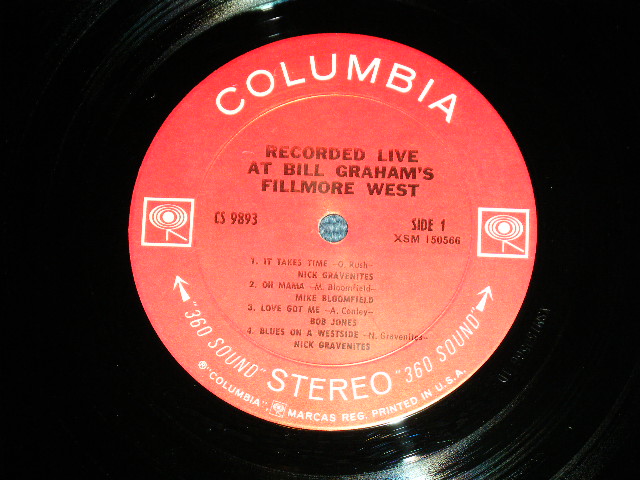 COLUMBIA
RECORDED LIVE
AT BILL GRAHAM'S
FILLMORE WEST
CS 9893
SIDE 1
XSM 150566
1. IT TAKES TIME -O. Rush-
NICK GRAVENITES
2. OH MAMA -M. Bloomfield-
MIKE BLOOMFIELD
3. LOVE GOT ME -A. Conley-
BOB JONES
4. BLUES ON A WESTSIDE -N. Gravenites-
NICK GRAVENITES
"360 SOUND" STEREO "360 SOUND"
® "COLUMBIA", MARCAS REG. PRINTED IN U.S.A.